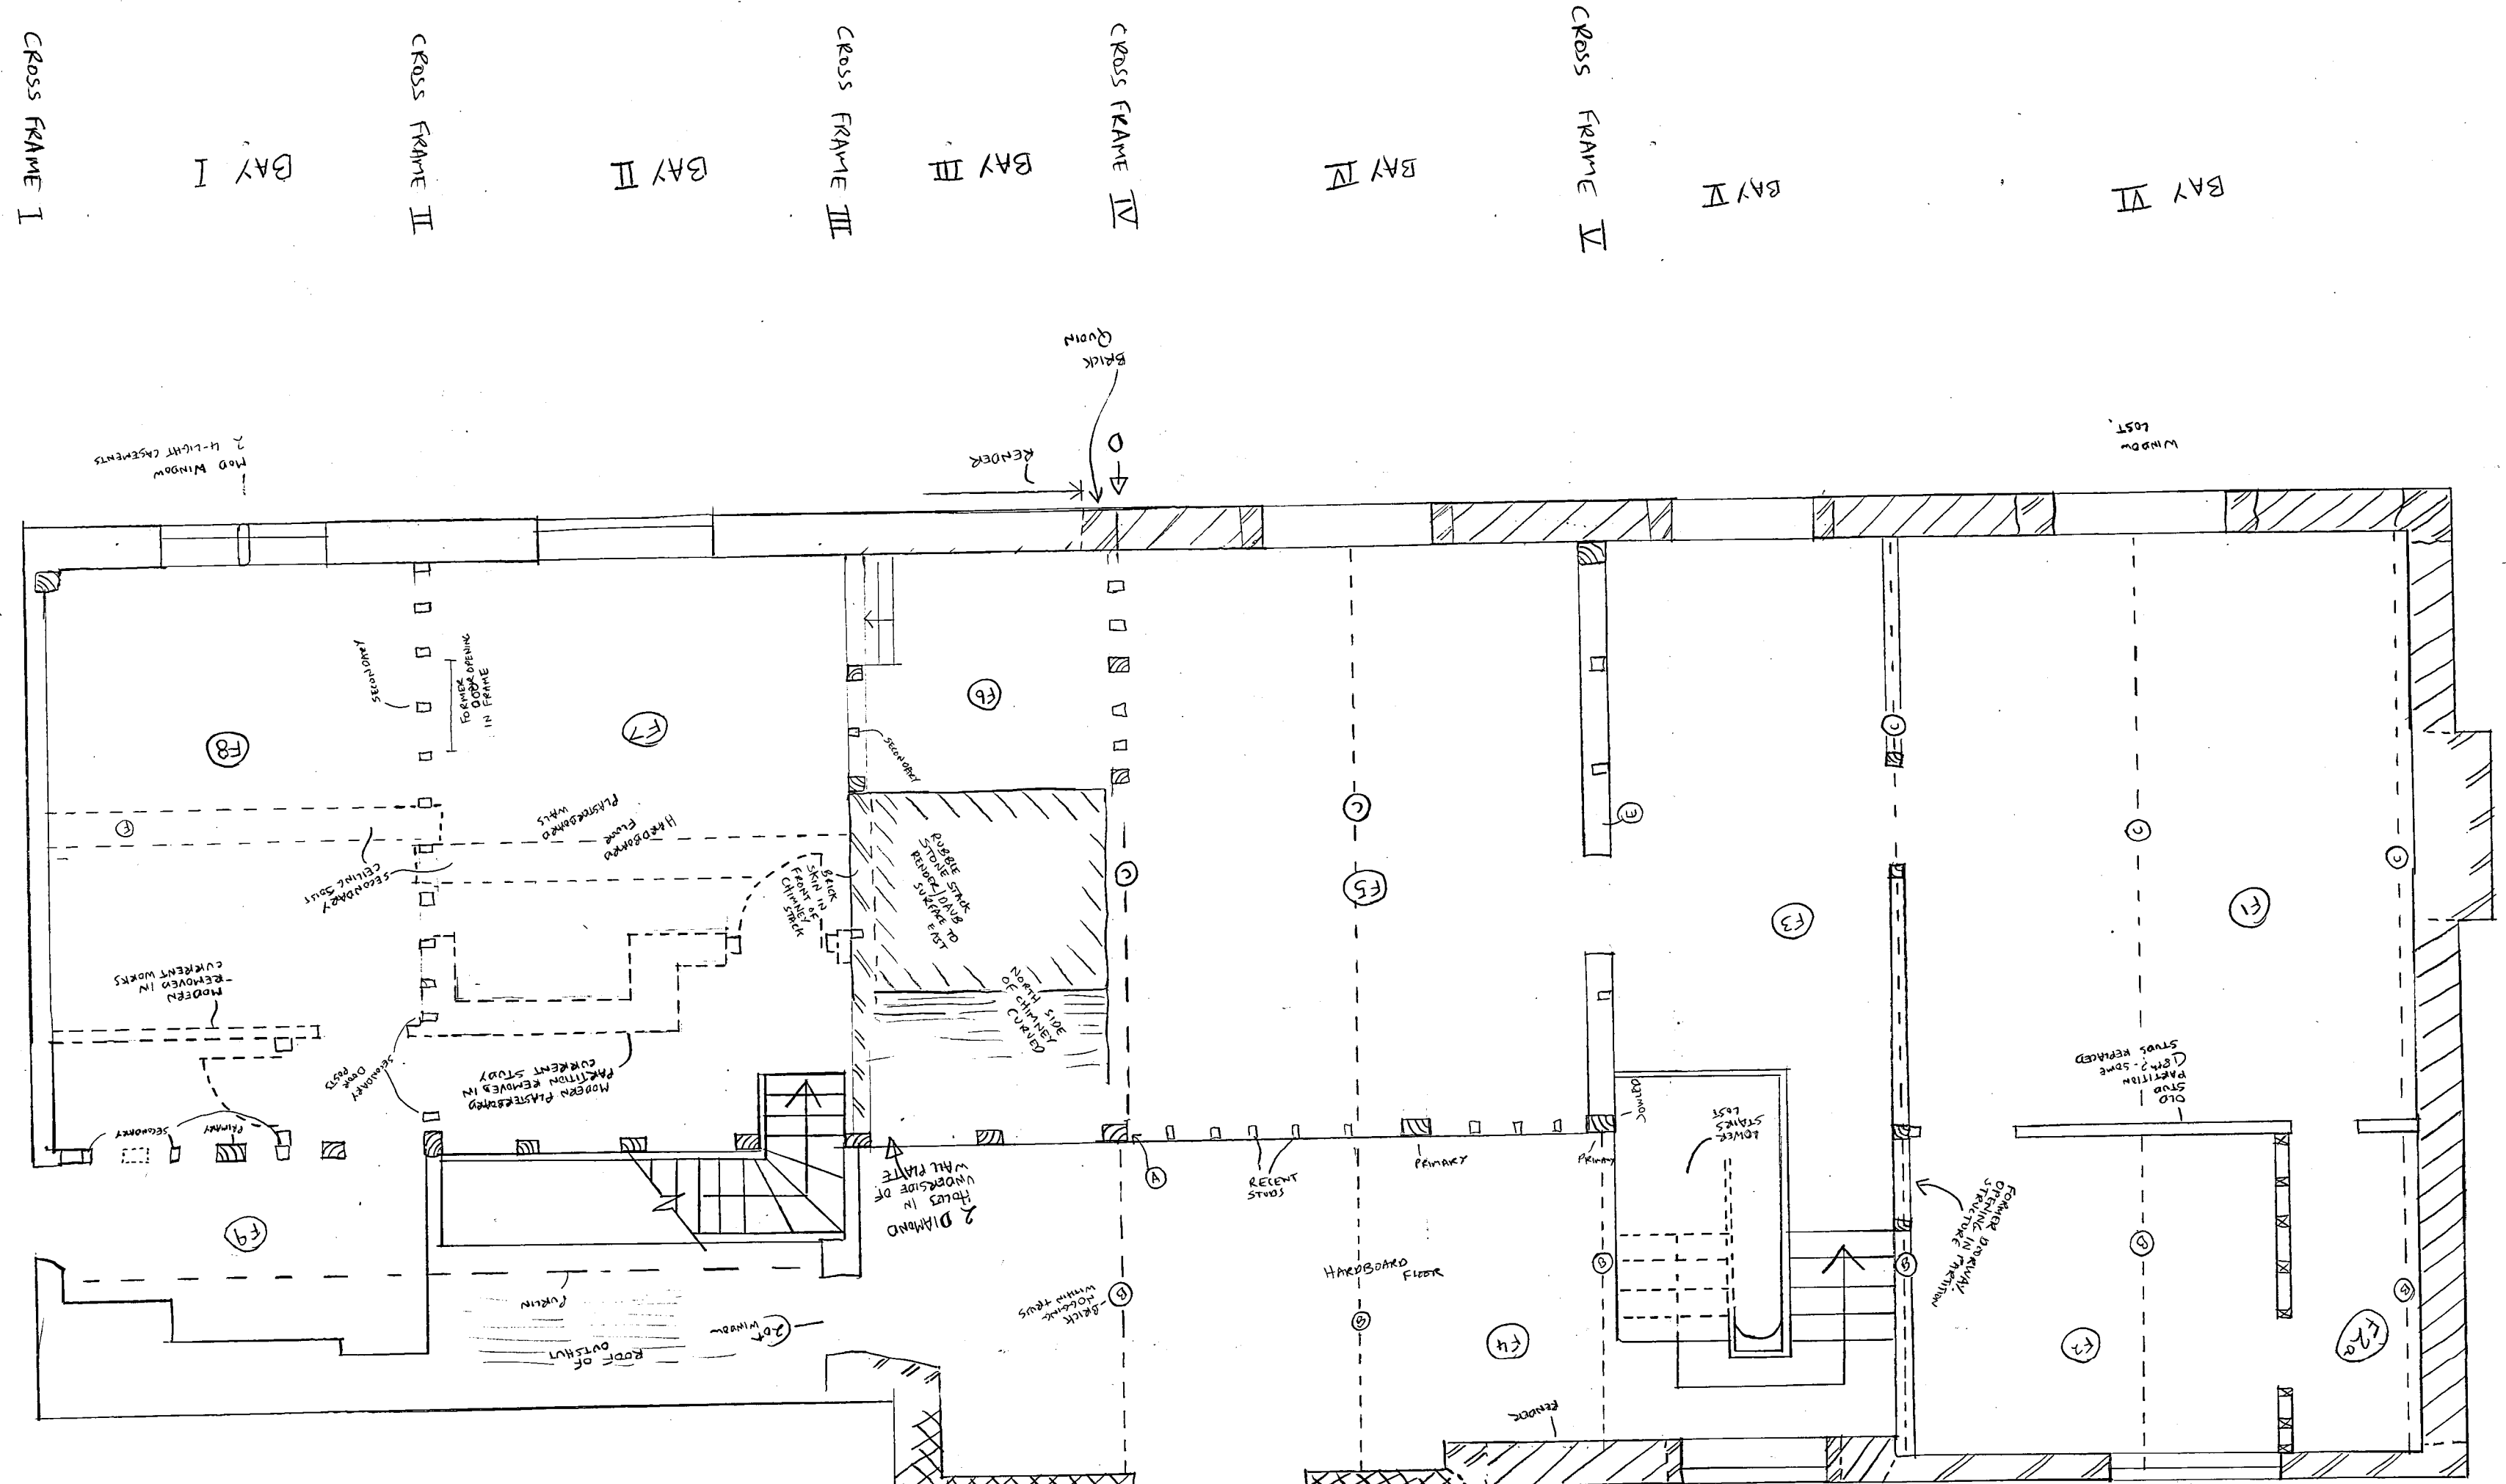 CROSS FRAME I
BAY I
CROSS FRAME II
BAY II
CROSS FRAME III
BAY III
CROSS FRAME IV
BAY IV
CROSS FRAME V
BAY V
BAY VI
BRICK
QUOIN
RENDER
O
MOD WINDOW
2 4-LIGHT CASEMENTS
WINDOW
LOST.
SECONDARY
FORMER
DOOR OPENING
IN FRAME
F8
F7
F6
SECONDARY
F
SECONDARY
CEILING JOIST
HARDBOARD
FLOOR
PLASTERBOARD
WALLS
BRICK
SKIN IN
FRONT OF
CHIMNEY
STACK
RUBBLE
STONE STACK
RENDER/DAUB
SURFACE TO
EAST
NORTH SIDE
OF CHIMNEY
CURVED
C
C
F5
E
F3
C
C
C
F1
MODERN
-REMOVED IN
CURRENT WORKS
SECONDARY
DOOR
POSTS
MODERN PLASTERBOARD
PARTITION REMOVED IN
CURRENT STUDY
SECONDARY
PRIMARY
2 DIAMOND
HOLES IN
UNDERSIDE OF
WALL PLATE
A
RECENT
STUDS
PRIMARY
PRIMARY
LOWER
STAIRS
LOST
OLD
STUD
PARTITION
(18th? - SOME
STUDS REPLACED
FORMER DOORWAY
OPENING IN
STRUCTURE PARTITION
F9
PURLIN
ROOF OF
OUTSHUT
WINDOW
B
-BRICK
NOGGING
WITHIN TRUSS
HARDBOARD
FLOOR
B
B
B
B
B
F4
F2
F2a
RENDER